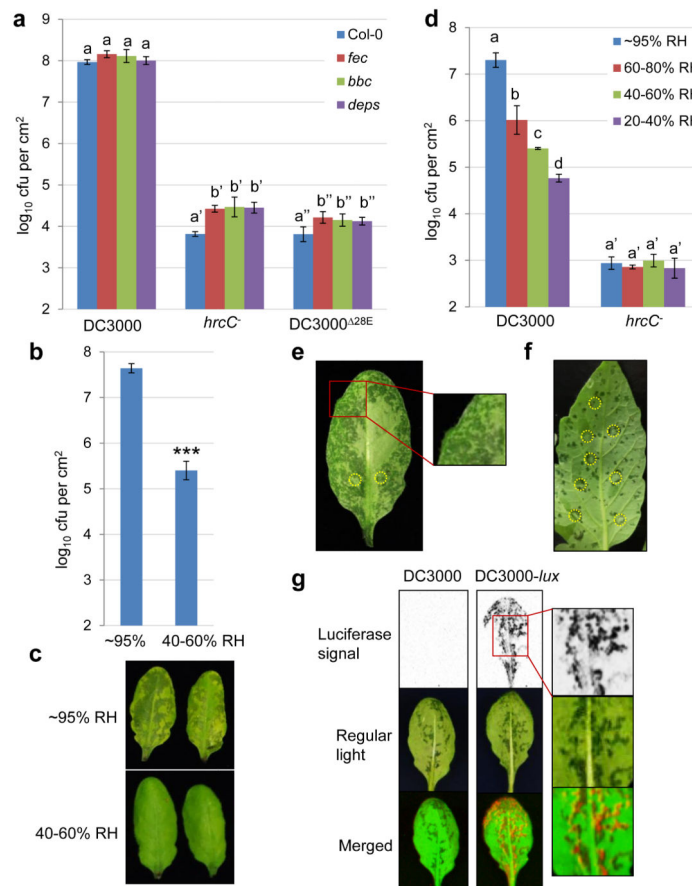 a
log₁₀ cfu per cm²
9
8
7
6
5
4
3
2
a a a a
a' b' b' b'
a" b" b" b"
Col-0
fec
bbc
deps
DC3000 hrcC⁻ DC3000Δ28E
d
log₁₀ cfu per cm²
8
7
6
5
4
3
2
a
b
c
d
a' a' a' a'
~95% RH
60-80% RH
40-60% RH
20-40% RH
DC3000 hrcC⁻
b
log₁₀ cfu per cm²
8
7
6
5
4
3
2
***
~95% 40-60% RH
c
~95% RH
40-60% RH
e
f
g
DC3000 DC3000-lux
Luciferase
signal
Regular
light
Merged